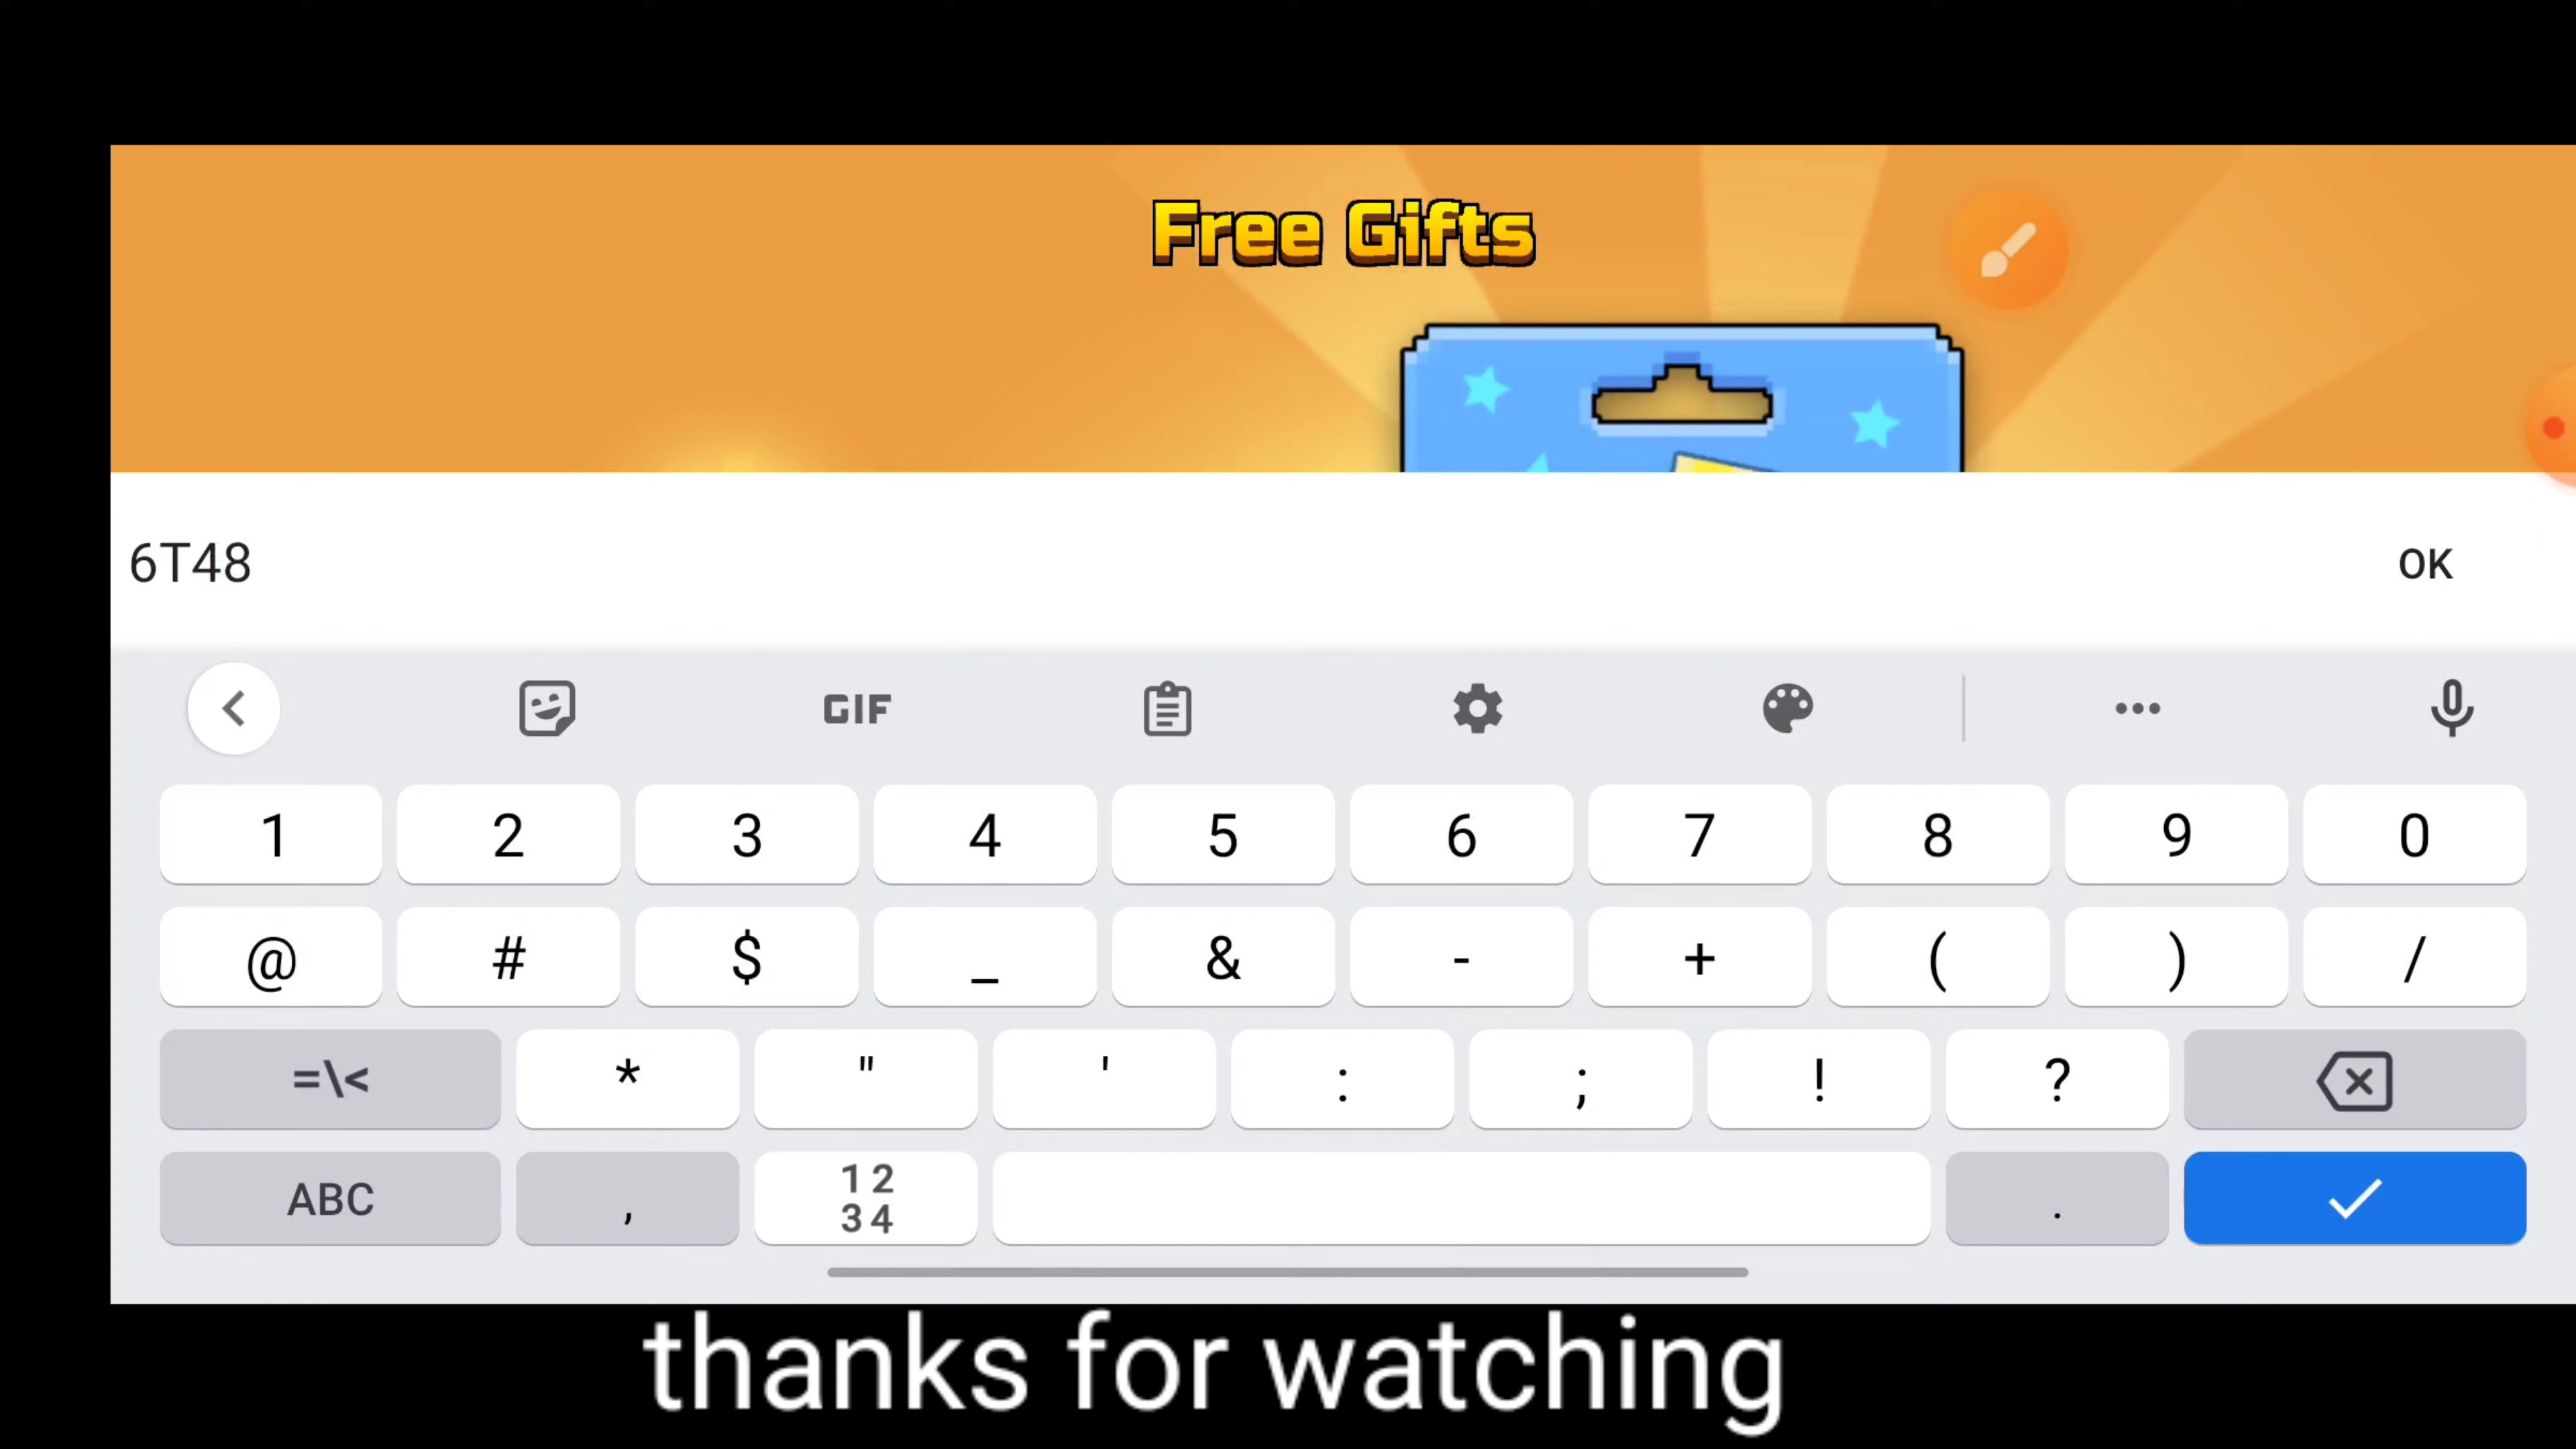 Free Gifts
6T48
OK
GIF
1 2 3 4 5 6 7 8 9 0
@ # $ _ & - + ( ) /
=\< * " ' : ; ! ?
ABC , 1 2 3 4 .
thanks for watching